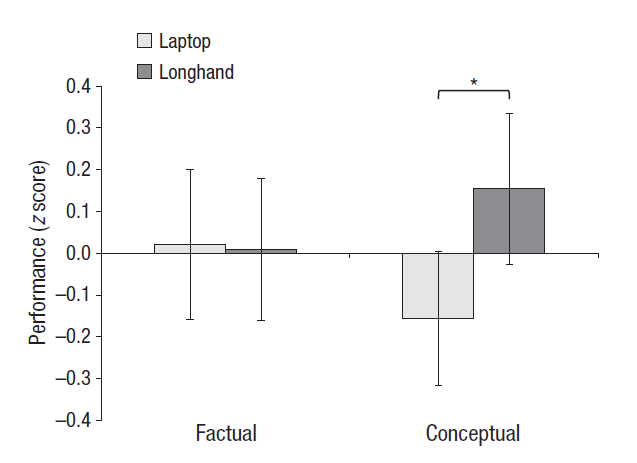 Laptop
Longhand
*
Performance (z score)
0.4
0.3
0.2
0.1
0.0
–0.1
–0.2
–0.3
–0.4
Factual
Conceptual